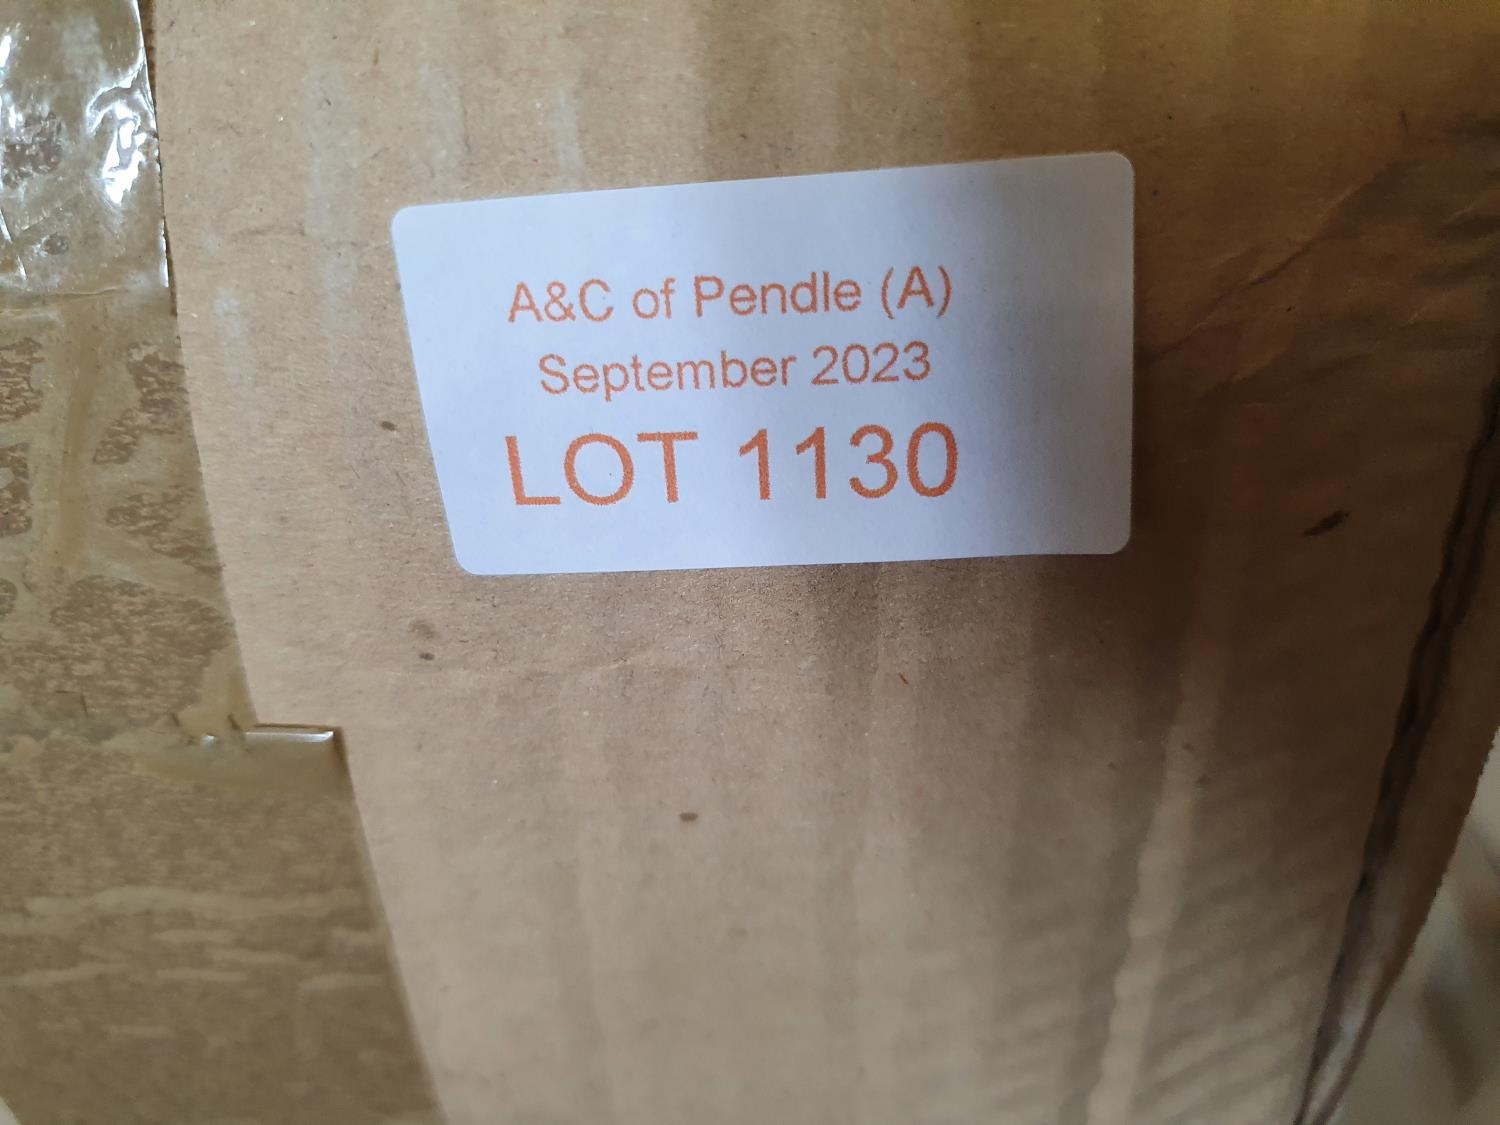 A&C of Pendle (A)
September 2023
LOT 1130